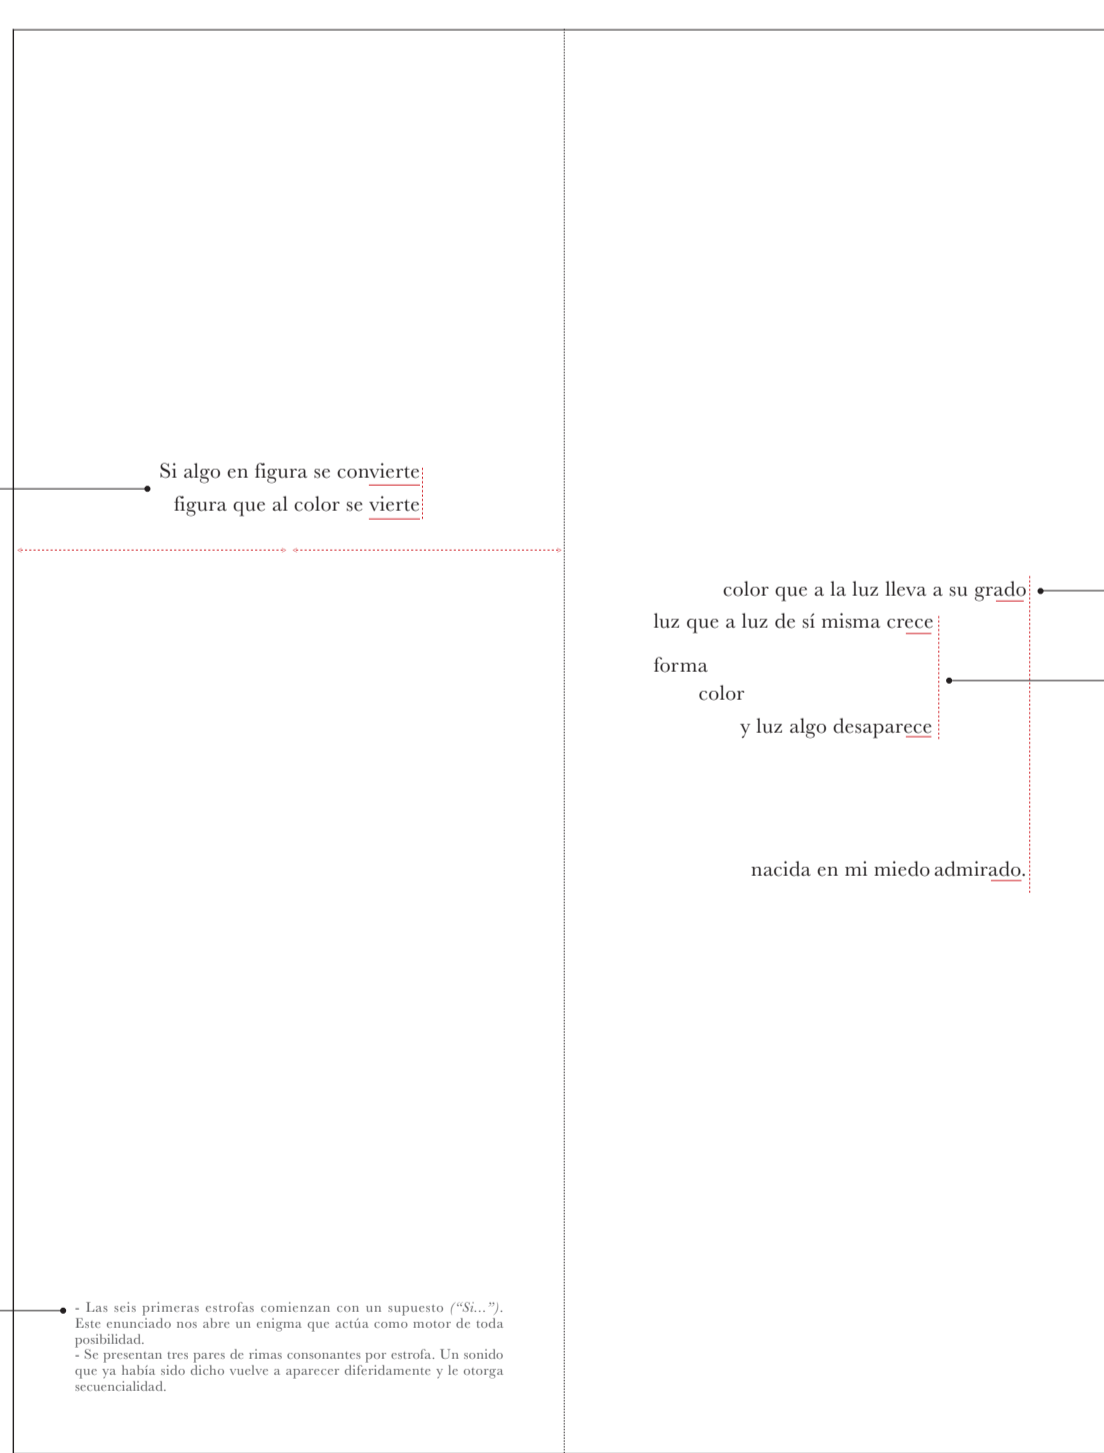 Si algo en figura se convierte
figura que al color se vierte
color que a la luz lleva a su grado
luz que a luz de sí misma crece
forma
color
y luz algo desaparece
nacida en mi miedo admirado.
- Las seis primeras estrofas comienzan con un supuesto (“Si...”).
Este enunciado nos abre un enigma que actúa como motor de toda
posibilidad.
- Se presentan tres pares de rimas consonantes por estrofa. Un sonido
que ya había sido dicho vuelve a aparecer diferidamente y le otorga
secuencialidad.